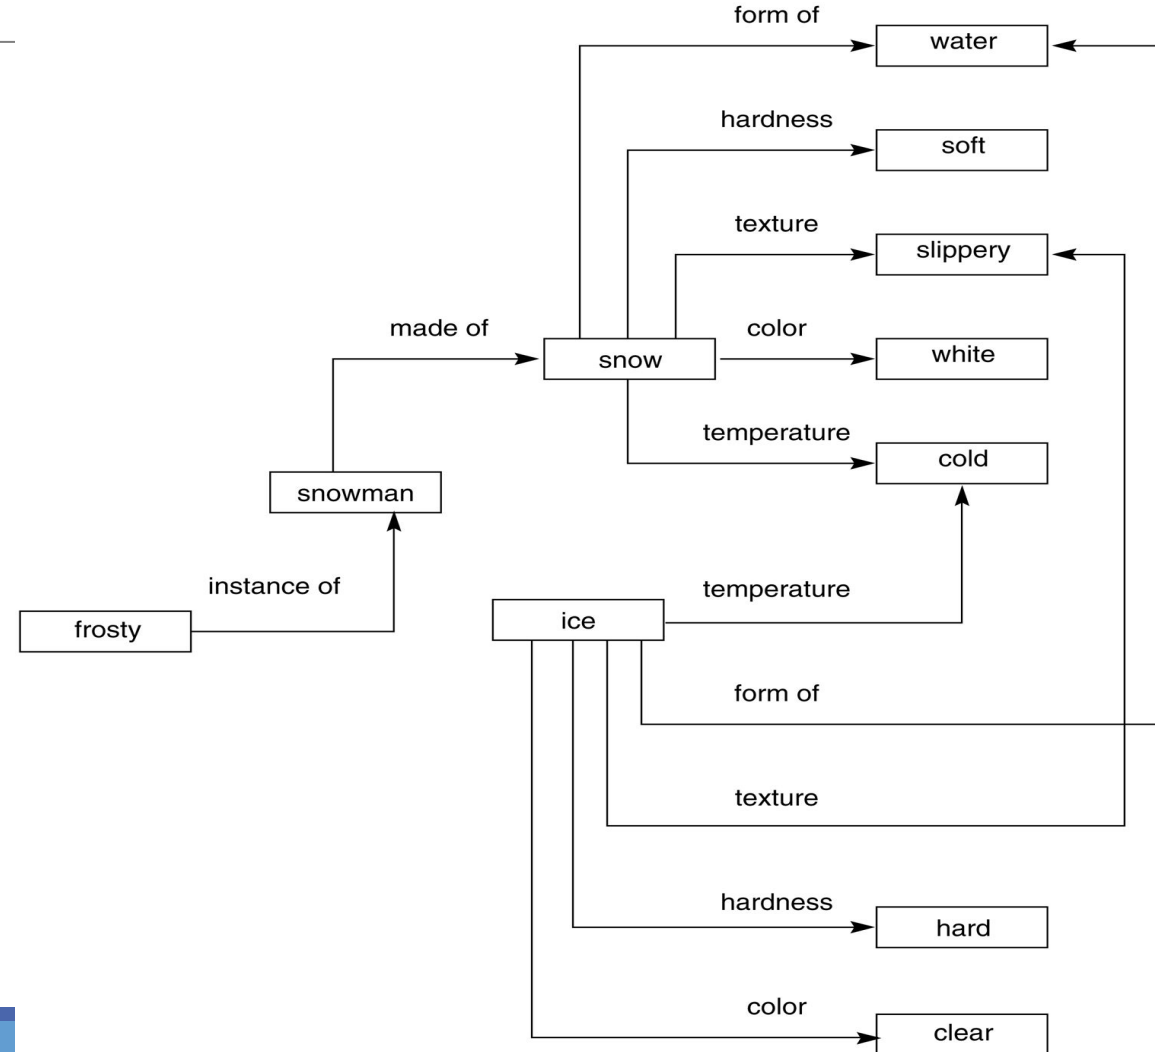 form of
water
hardness
soft
texture
slippery
made of
color
snow
white
temperature
cold
snowman
instance of
temperature
frosty
ice
form of
texture
hardness
hard
color
clear